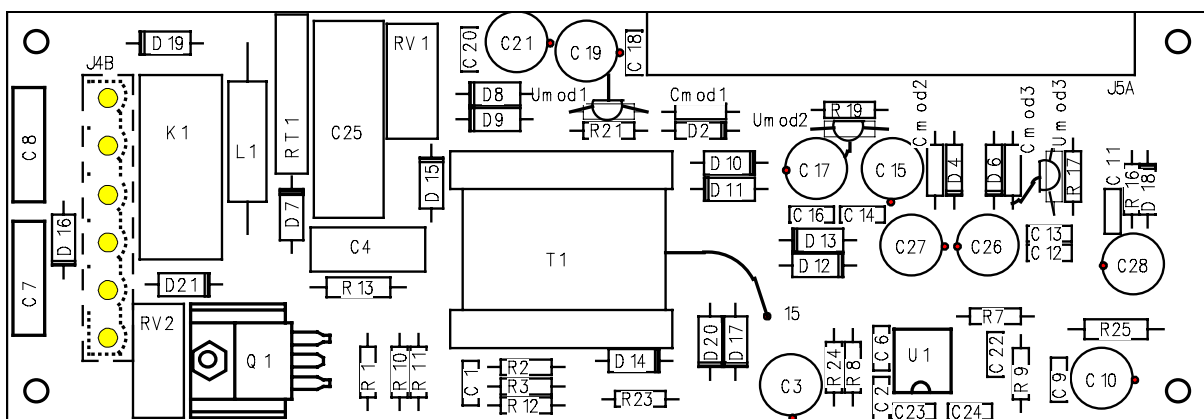 D 19
J4B
C 8
C 7
D 16
K 1
L 1
RT 1
D 7
C25
RV 1
D 15
C4
R 13
D21
RV2
Q 1
R 1
R 10
R 11
C 20
C 21
C 19
C 18
D8
D9
Umod1
R21
Cmod1
D2
T1
D 10
D 11
Umod2
R 19
C 17
C 15
Cmod2
D 4
D 6
Cmod3
Umod3
R 17
J5A
C 11
R 16
D 18
C 16
C 14
D 13
D 12
C27
C26
C 13
C 12
C28
15
D20
D 17
D 14
C 1
R2
R3
R 12
R23
C3
R 24
R 8
C 6
C 2
U 1
R7
C 22
R 9
C23
C24
C 9
R25
C 10